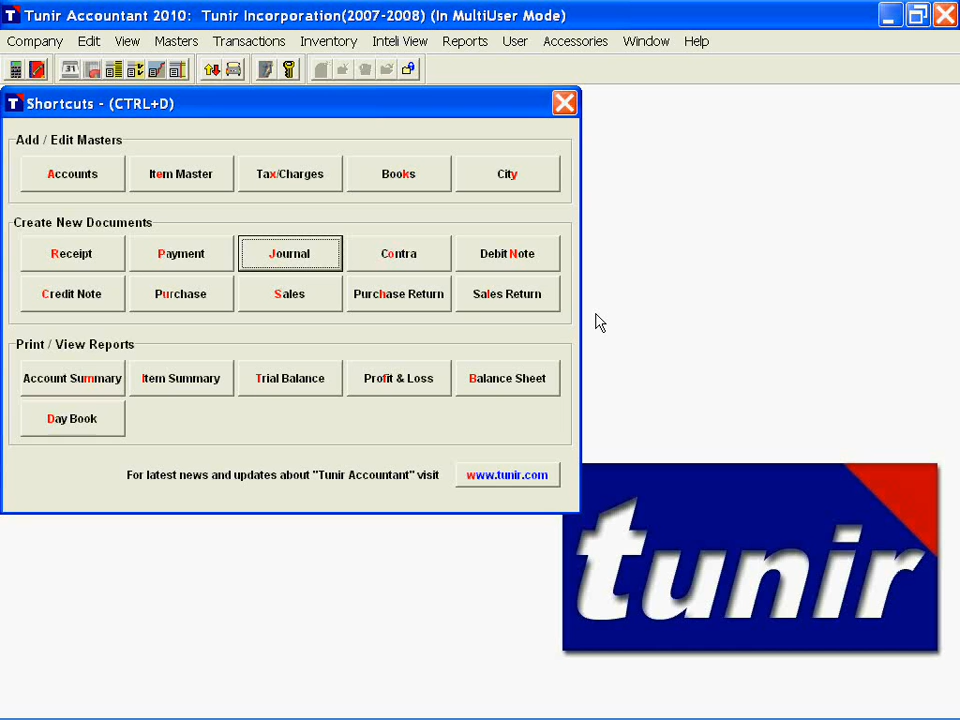 Tunir Accountant 2010: Tunir Incorporation(2007-2008) (In MultiUser Mode)
Company Edit View Masters Transactions Inventory Inteli View Reports User Accessories Window Help
Shortcuts - (CTRL+D)
Add / Edit Masters
Accounts Item Master Tax/Charges Books City
Create New Documents
Receipt Payment Journal Contra Debit Note
Credit Note Purchase Sales Purchase Return Sales Return
Print / View Reports
Account Summary Item Summary Trial Balance Profit & Loss Balance Sheet
Day Book
For latest news and updates about "Tunir Accountant" visit www.tunir.com
tunir